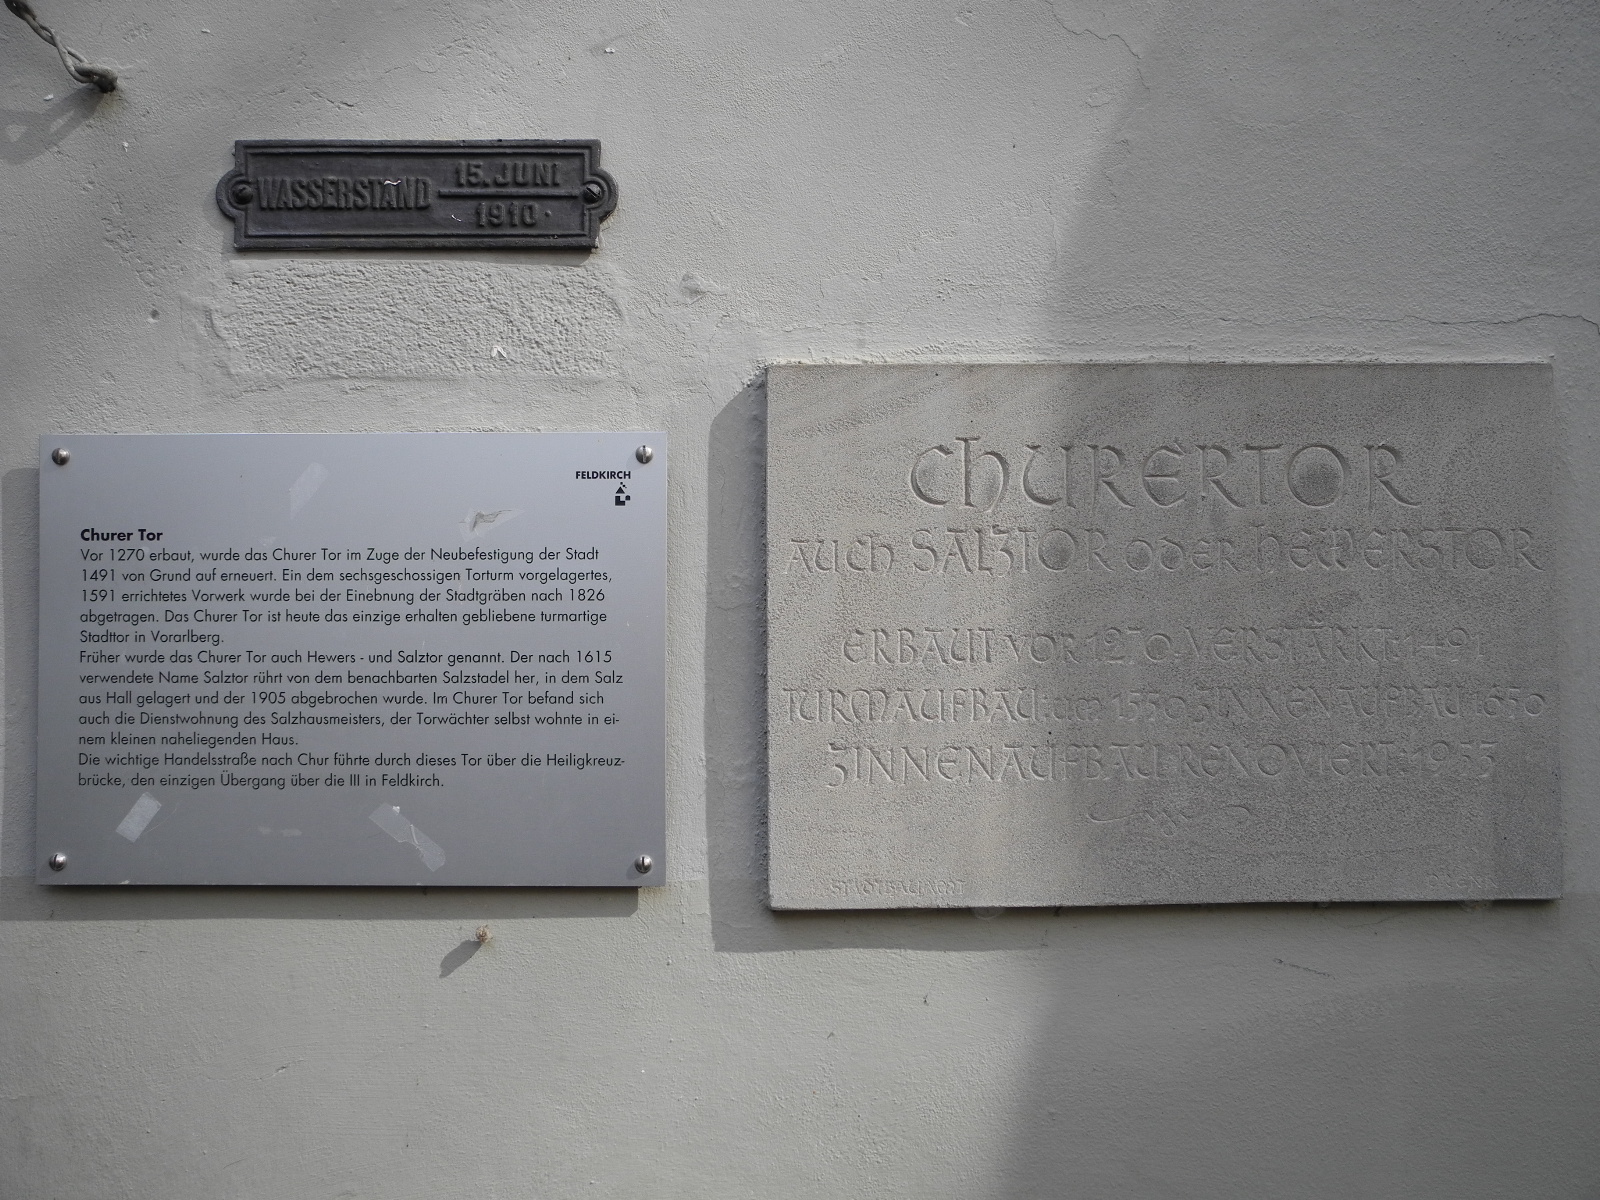 WASSERSTAND 15. JUNI 1910.
FELDKIRCH
Churer Tor
Vor 1270 erbaut, wurde das Churer Tor im Zuge der Neubefestigung der Stadt
1491 von Grund auf erneuert. Ein dem sechsgeschossigen Torturm vorgelagertes,
1591 errichtetes Vorwerk wurde bei der Einebnung der Stadtgräben nach 1826
abgetragen. Das Churer Tor ist heute das einzige erhalten gebliebene turmartige
Stadttor in Vorarlberg.
Früher wurde das Churer Tor auch Hewers - und Salztor genannt. Der nach 1615
verwendete Name Salztor rührt von dem benachbarten Salzstadel her, in dem Salz
aus Hall gelagert und der 1905 abgebrochen wurde. Im Churer Tor befand sich
auch die Dienstwohnung des Salzhausmeisters, der Torwächter selbst wohnte in ei-
nem kleinen naheliegenden Haus.
Die wichtige Handelsstraße nach Chur führte durch dieses Tor über die Heiligkreuz-
brücke, den einzigen Übergang über die Ill in Feldkirch.
CHURERTOR
AUCH SALZTOR ODER HEWERSTOR
ERBAUT VOR 1270·VERSTÄRKT: 1491
TURMAUFBAU: UM 1550 ZINNENAUFBAU: 1650
ZINNENAUFBAU RENOVIERT: 1933
STADTBAUAMT